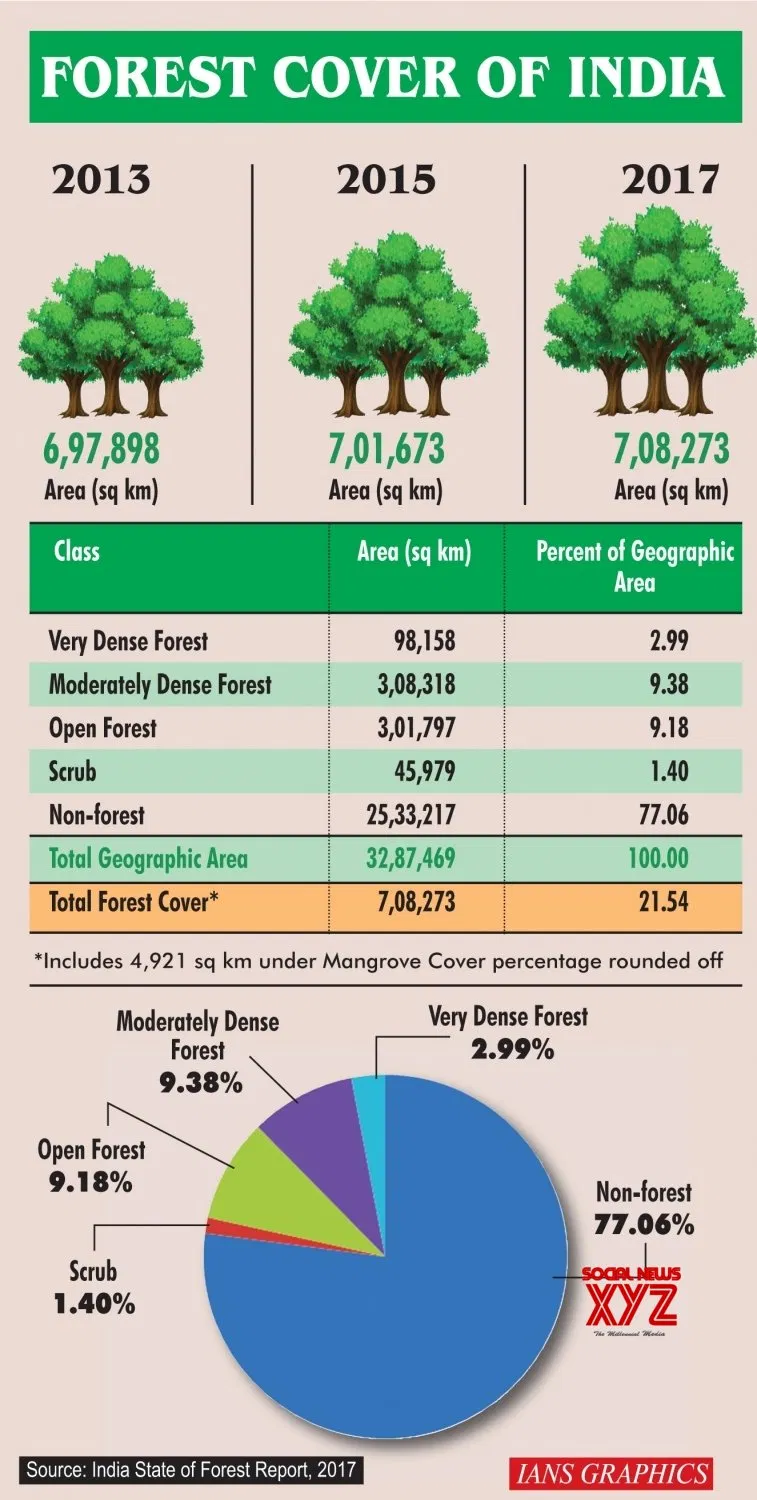 FOREST COVER OF INDIA
2013
2015
2017
6,97,898
Area (sq km)
7,01,673
Area (sq km)
7,08,273
Area (sq km)
Class Area (sq km) Percent of Geographic
Area
Very Dense Forest 98,158 2.99
Moderately Dense Forest 3,08,318 9.38
Open Forest 3,01,797 9.18
Scrub 45,979 1.40
Non-forest 25,33,217 77.06
Total Geographic Area 32,87,469 100.00
Total Forest Cover* 7,08,273 21.54
*Includes 4,921 sq km under Mangrove Cover percentage rounded off
Moderately Dense
Forest
9.38%
Very Dense Forest
2.99%
Open Forest
9.18%
Non-forest
77.06%
Scrub
1.40%
SOCIAL NEWS
XYZ
The Millennial Media
Source: India State of Forest Report, 2017
IANS GRAPHICS